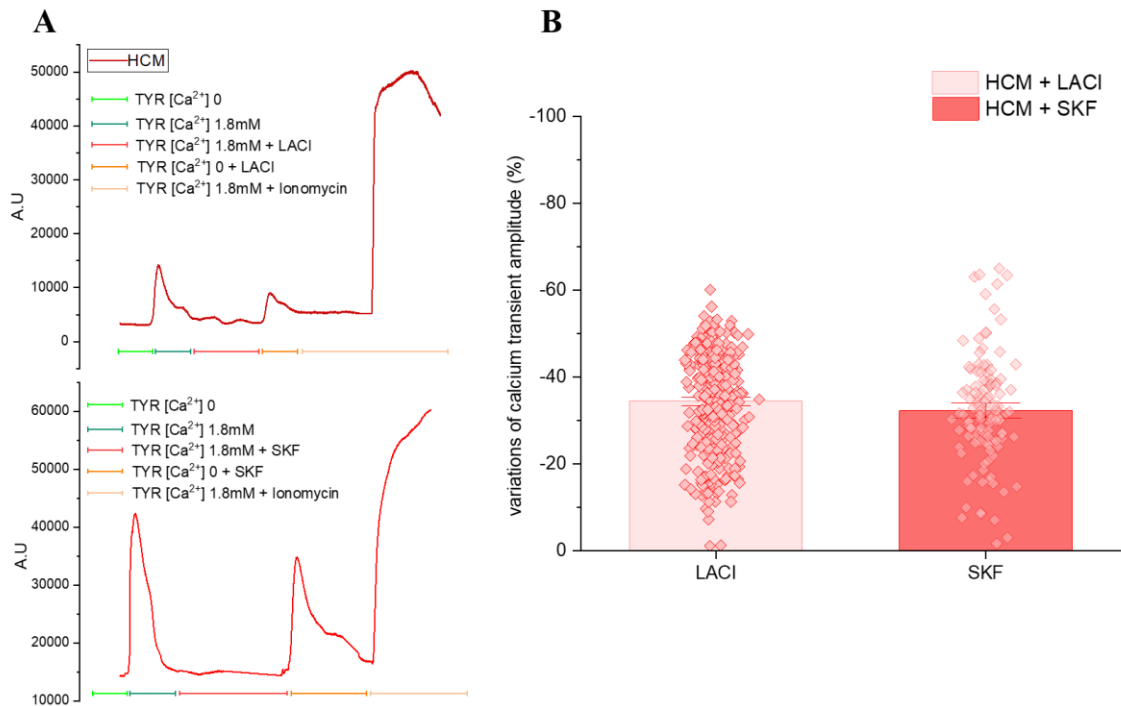 A
HCM
TYR [Ca²⁺] 0
TYR [Ca²⁺] 1.8mM
TYR [Ca²⁺] 1.8mM + LACI
TYR [Ca²⁺] 0 + LACI
TYR [Ca²⁺] 1.8mM + Ionomycin
50000
40000
30000
20000
10000
0
A.U
TYR [Ca²⁺] 0
TYR [Ca²⁺] 1.8mM
TYR [Ca²⁺] 1.8mM + SKF
TYR [Ca²⁺] 0 + SKF
TYR [Ca²⁺] 1.8mM + Ionomycin
60000
50000
40000
30000
20000
10000
A.U
B
HCM + LACI
HCM + SKF
-100
-80
-60
-40
-20
0
variations of calcium transient amplitude (%)
LACI
SKF